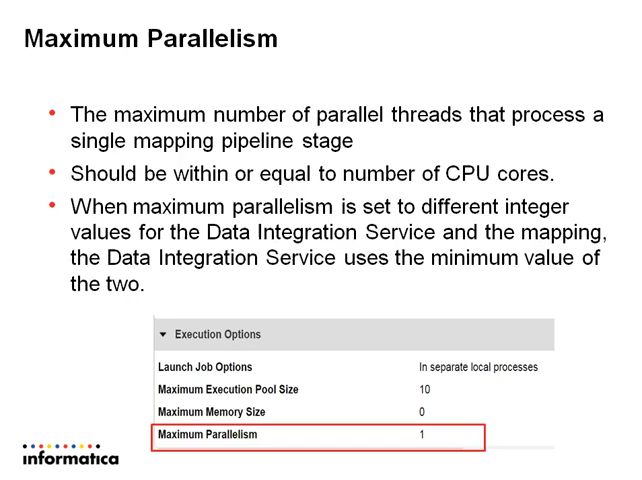 Maximum Parallelism
• The maximum number of parallel threads that process a
single mapping pipeline stage
• Should be within or equal to number of CPU cores.
• When maximum parallelism is set to different integer
values for the Data Integration Service and the mapping,
the Data Integration Service uses the minimum value of
the two.
Execution Options
Launch Job Options In separate local processes
Maximum Execution Pool Size 10
Maximum Memory Size 0
Maximum Parallelism 1
informatica